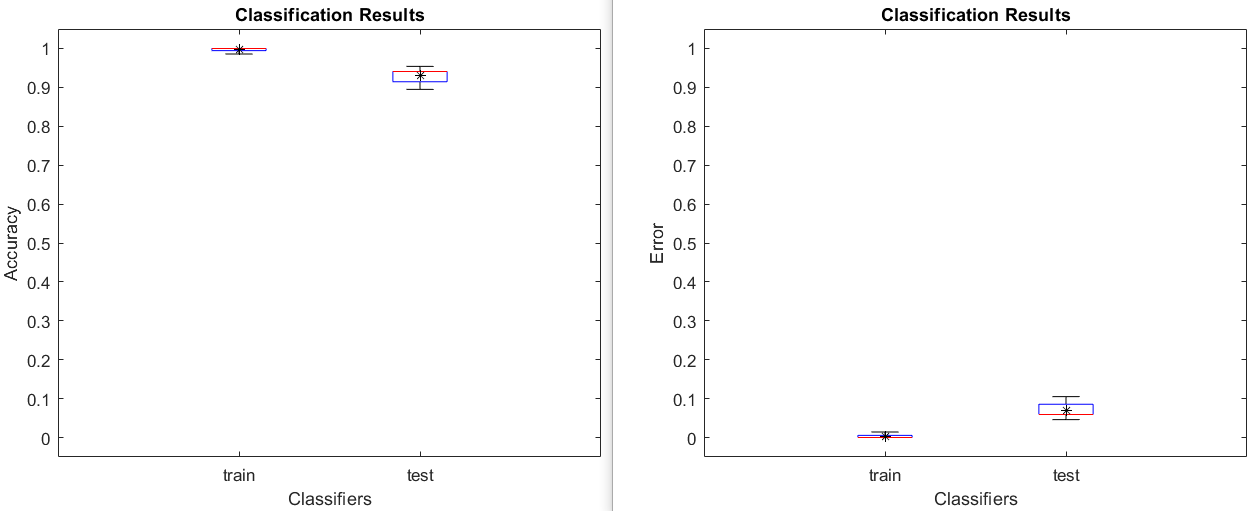 Classification Results
1
0.9
0.8
0.7
0.6
0.5
0.4
0.3
0.2
0.1
0
Accuracy
train test
Classifiers
Classification Results
1
0.9
0.8
0.7
0.6
0.5
0.4
0.3
0.2
0.1
0
Error
train test
Classifiers